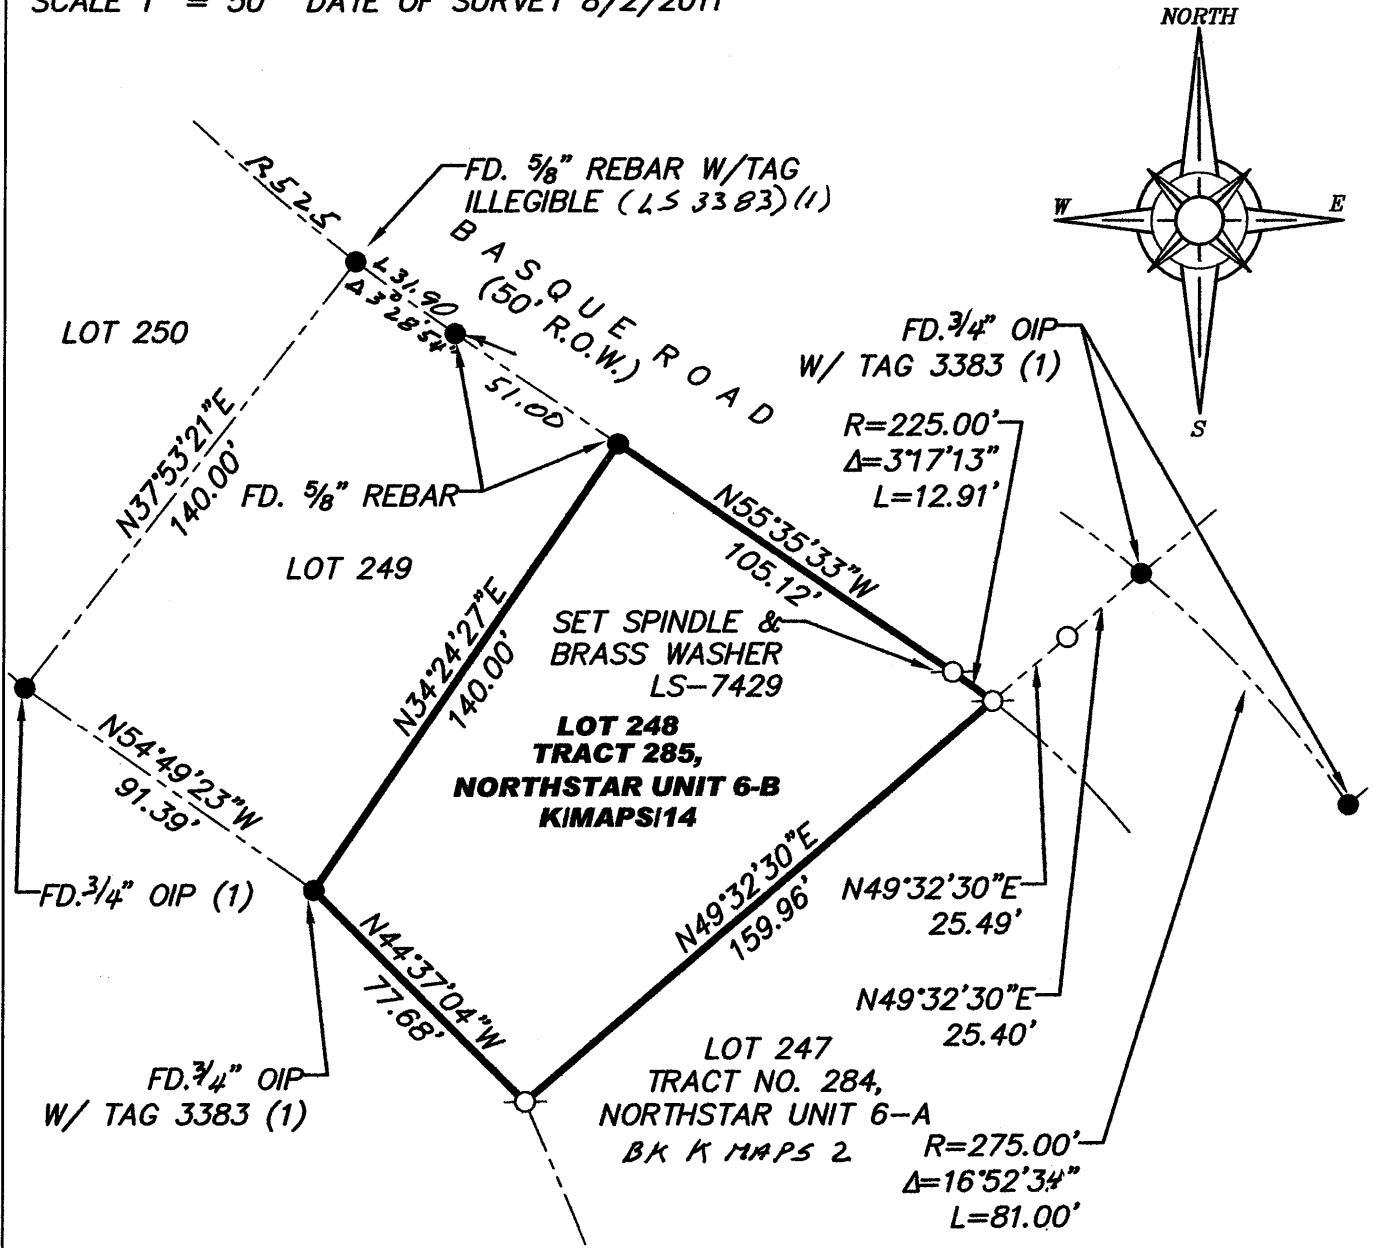 SCALE 1" = 50' DATE OF SURVEY 8/2/2011
NORTH
W
E
S
R525
FD. 5/8" REBAR W/TAG
ILLEGIBLE (LS 3383)(1)
L31.90
Δ 3°28'54"
BASQUE ROAD
(50' R.O.W.)
51.00
LOT 250
N37°53'21"E
140.00'
FD. 5/8" REBAR
LOT 249
FD. 3/4" OIP
W/ TAG 3383 (1)
R=225.00'
Δ=3°17'13"
L=12.91'
N55°35'33"W
105.12'
SET SPINDLE &
BRASS WASHER
LS-7429
N34°24'27"E
140.00'
LOT 248
TRACT 285,
NORTHSTAR UNIT 6-B
K/MAPS/14
N54°49'23"W
91.39'
FD. 3/4" OIP (1)
N44°37'04"W
77.68'
N49°32'30"E
159.96'
N49°32'30"E
25.49'
N49°32'30"E
25.40'
FD. 3/4" OIP
W/ TAG 3383 (1)
LOT 247
TRACT NO. 284,
NORTHSTAR UNIT 6-A
BK K MAPS 2
R=275.00'
Δ=16°52'34"
L=81.00'